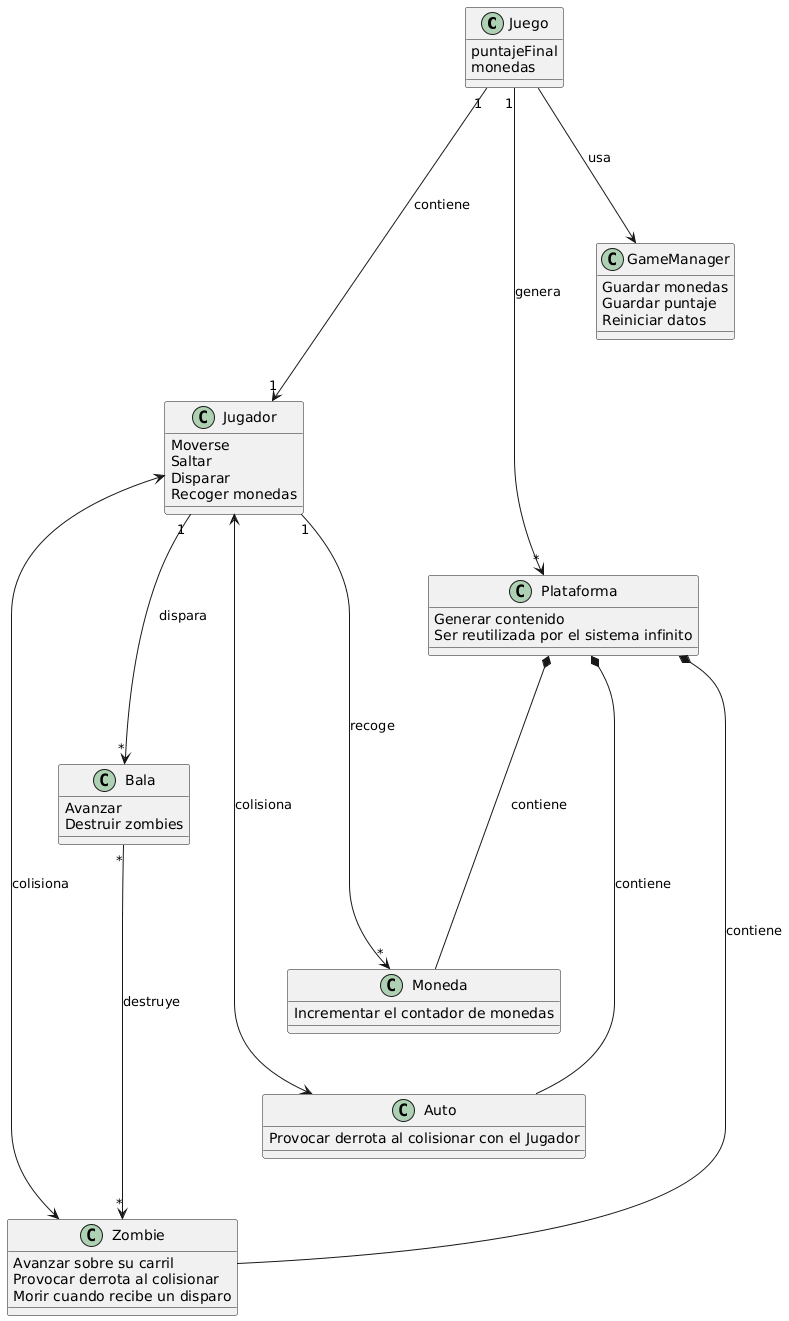 C Juego
puntajeFinal
monedas
1
1
usa
contiene
C GameManager
Guardar monedas
Guardar puntaje
Reiniciar datos
genera
1
C Jugador
Moverse
Saltar
Disparar
Recoger monedas
1
1
*
C Plataforma
Generar contenido
Ser reutilizada por el sistema infinito
dispara
recoge
*
C Bala
Avanzar
Destruir zombies
*
colisiona
contiene
colisiona
contiene
contiene
*
C Moneda
Incrementar el contador de monedas
destruye
C Auto
Provocar derrota al colisionar con el Jugador
*
C Zombie
Avanzar sobre su carril
Provocar derrota al colisionar
Morir cuando recibe un disparo